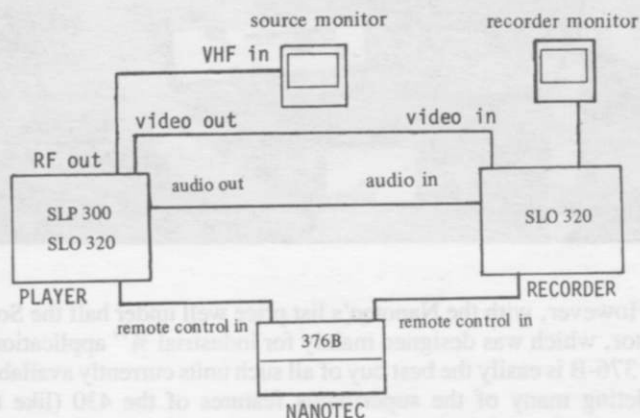 source monitor
recorder monitor
VHF in
video out
video in
RF out
audio out
audio in
SLP 300
SLO 320
SLO 320
PLAYER
RECORDER
remote control in
remote control in
376B
NANOTEC